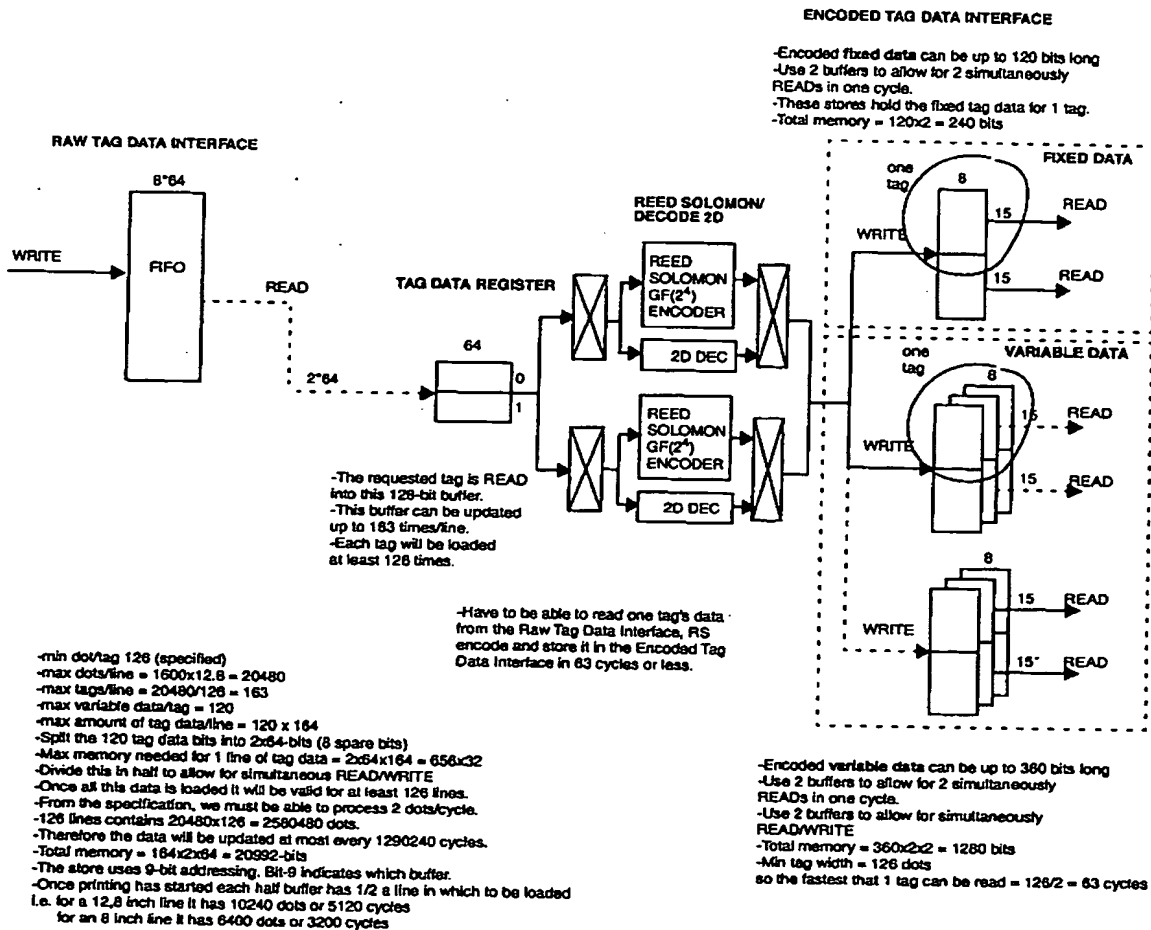 ENCODED TAG DATA INTERFACE
-Encoded fixed data can be up to 120 bits long
-Use 2 buffers to allow for 2 simultaneously
READs in one cycle.
-These stores hold the fixed tag data for 1 tag.
-Total memory = 120x2 = 240 bits
RAW TAG DATA INTERFACE
8*64
WRITE
FIFO
READ
2*64
TAG DATA REGISTER
64
0
1
REED SOLOMON/
DECODE 2D
REED
SOLOMON
GF(2⁴)
ENCODER
2D DEC
REED
SOLOMON
GF(2⁴)
ENCODER
2D DEC
FIXED DATA
one
tag
8
15
READ
WRITE
15
READ
one
tag
VARIABLE DATA
8
15
READ
WRITE
15
READ
8
15
READ
WRITE
15"
READ
-The requested tag is READ
into this 128-bit buffer.
-This buffer can be updated
up to 163 times/line.
-Each tag will be loaded
at least 126 times.
-Have to be able to read one tag's data
from the Raw Tag Data Interface, RS
encode and store it in the Encoded Tag
Data Interface in 63 cycles or less.
-min dot/tag 126 (specified)
-max dots/line = 1600x12.8 = 20480
-max tags/line = 20480/126 = 163
-max variable data/tag = 120
-max amount of tag data/line = 120 x 164
-Split the 120 tag data bits into 2x64-bits (8 spare bits)
-Max memory needed for 1 line of tag data = 2x64x164 = 656x32
-Divide this in half to allow for simultaneous READ/WRITE
-Once all this data is loaded it will be valid for at least 126 lines.
-From the specification, we must be able to process 2 dots/cycle.
-126 lines contains 20480x126 = 2580480 dots.
-Therefore the data will be updated at most every 1290240 cycles.
-Total memory = 164x2x64 = 20992-bits
-The store uses 9-bit addressing. Bit-9 indicates which buffer.
-Once printing has started each half buffer has 1/2 a line in which to be loaded
i.e. for a 12,8 inch line it has 10240 dots or 5120 cycles
for an 8 inch line it has 6400 dots or 3200 cycles
-Encoded variable data can be up to 360 bits long
-Use 2 buffers to allow for 2 simultaneously
READs in one cycle.
-Use 2 buffers to allow for simultaneously
READ/WRITE
-Total memory = 360x2x2 = 1280 bits
-Min tag width = 126 dots
so the fastest that 1 tag can be read = 126/2 = 63 cycles